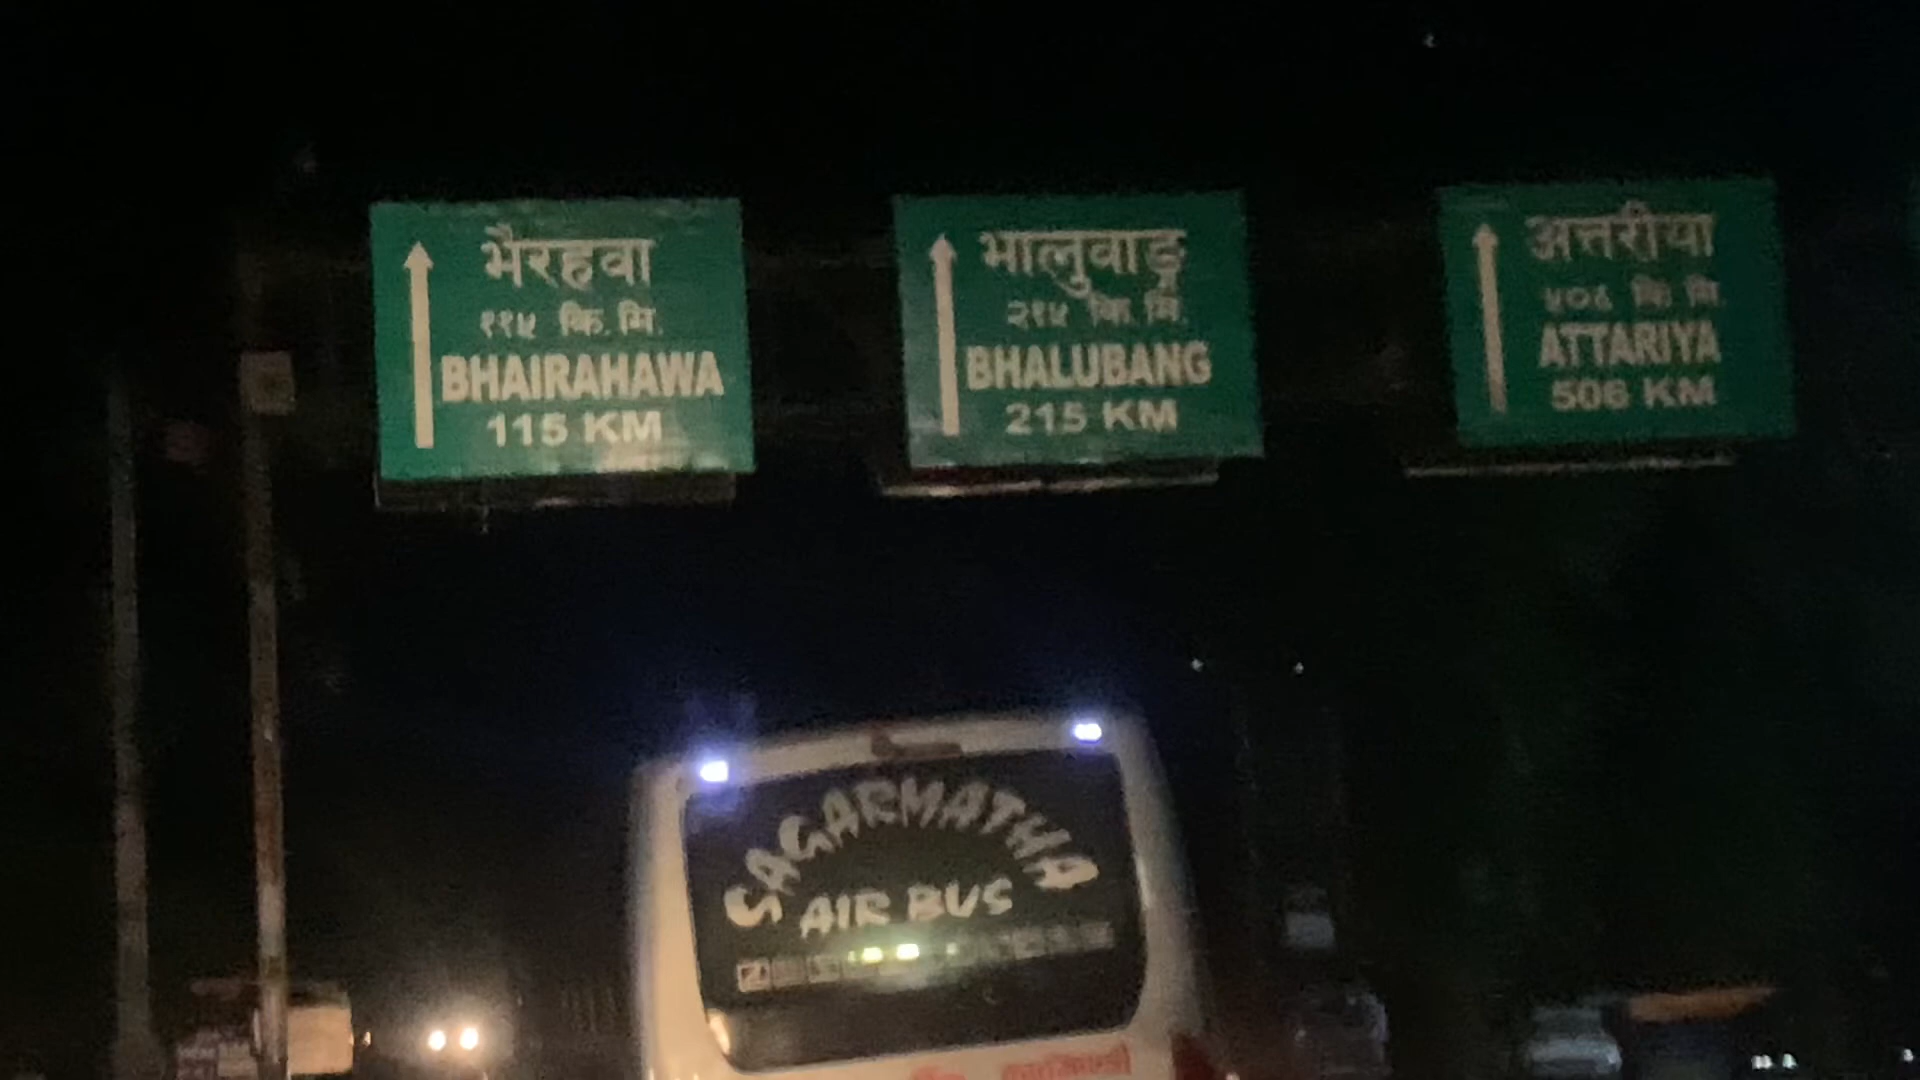 भैरहवा
११५ कि.मि.
BHAIRAHAWA
115 KM
भालुवाङ्ग
२१५ कि.मि.
BHALUBANG
215 KM
अत्तरीया
५०६ कि.मि.
ATTARIYA
506 KM
SAGARMATHA
AIR BUS